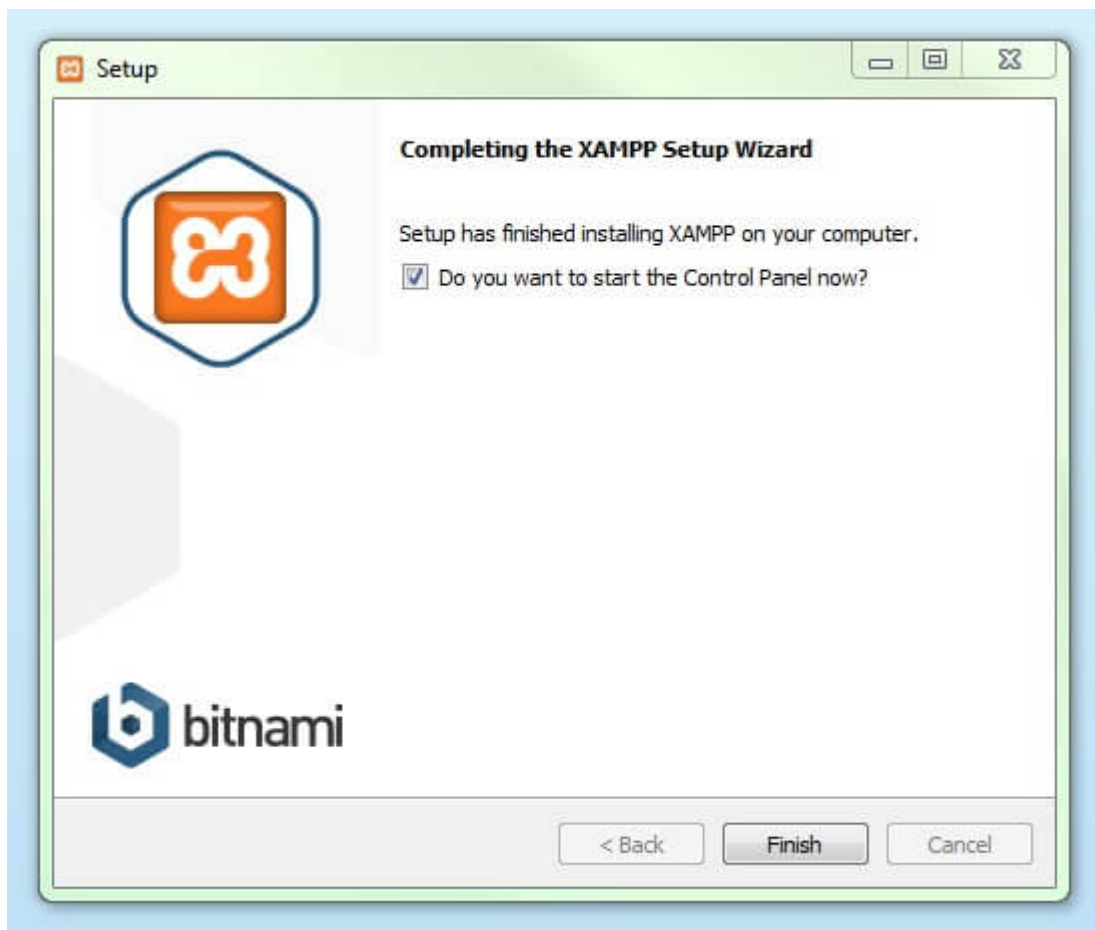 Setup
Completing the XAMPP Setup Wizard
Setup has finished installing XAMPP on your computer.
Do you want to start the Control Panel now?
bitnami
< Back
Finish
Cancel